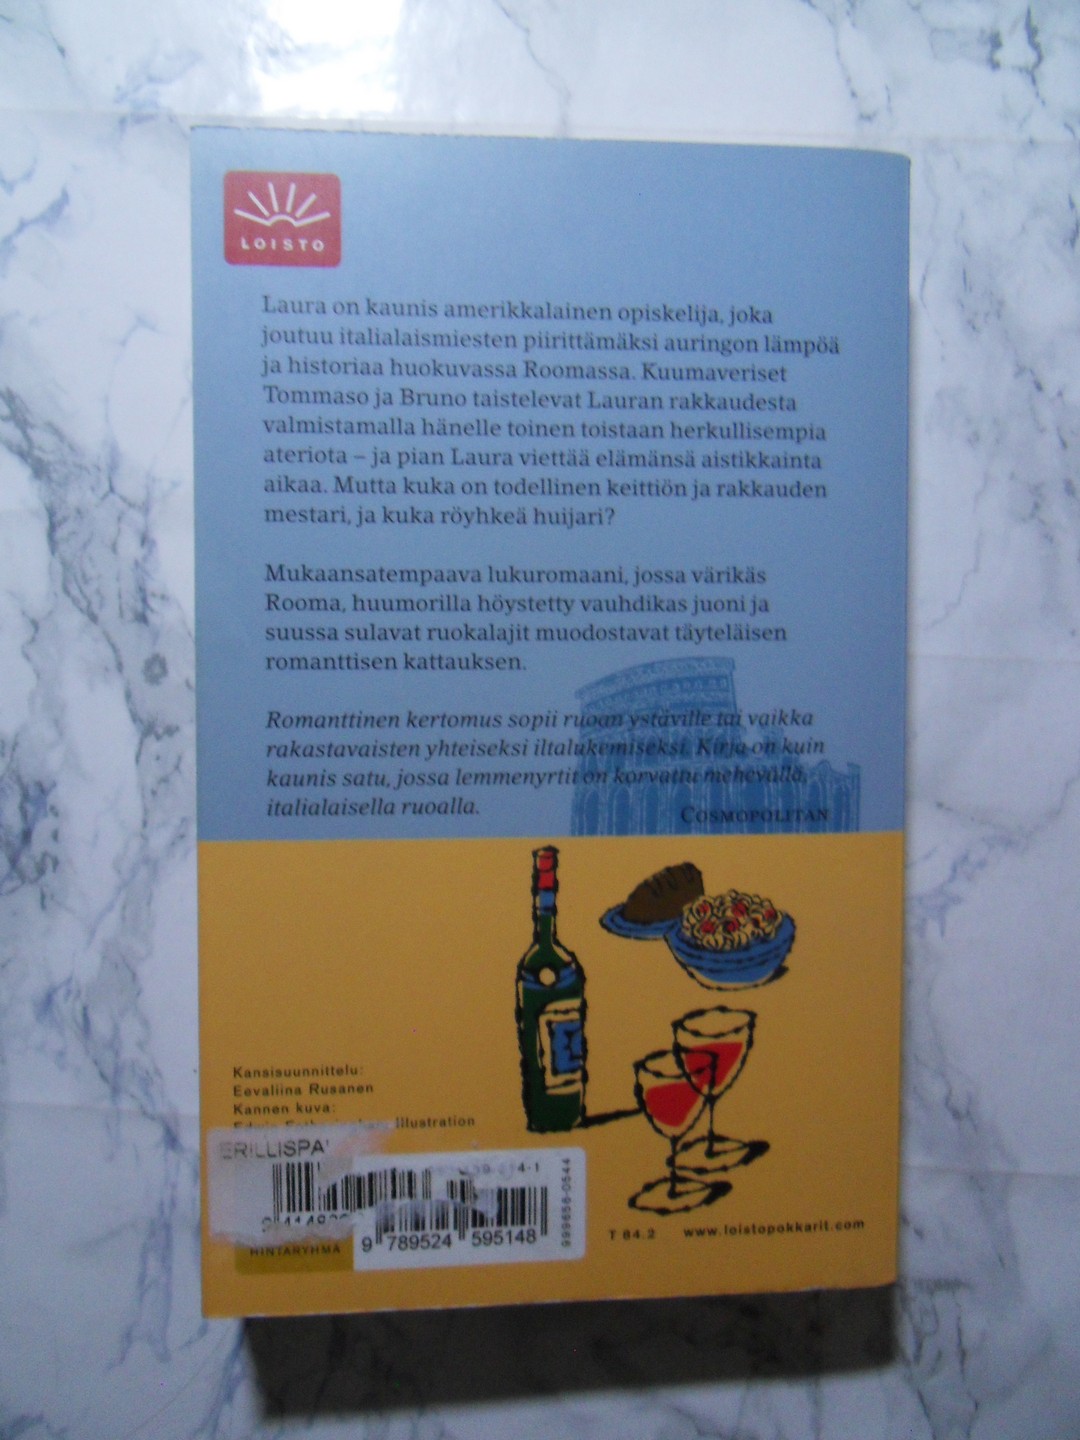 LOISTO
Laura on kaunis amerikkalainen opiskelija, joka
joutuu italialaismiesten piirittämäksi auringon lämpöä
ja historiaa huokuvassa Roomassa. Kuumaveriset
Tommaso ja Bruno taistelevat Lauran rakkaudesta
valmistamalla hänelle toinen toistaan herkullisempia
ateriota – ja pian Laura viettää elämänsä aistikkainta
aikaa. Mutta kuka on todellinen keittiön ja rakkauden
mestari, ja kuka röyhkeä huijari?
Mukaansatempaava lukuromaani, jossa värikäs
Rooma, huumorilla höystetty vauhdikas juoni ja
suussa sulavat ruokalajit muodostavat täyteläisen
romanttisen kattauksen.
Romanttinen kertomus sopii ruoan ystäville tai vaikka
rakastavaisten yhteiseksi iltalukemiseksi. Kirja on kuin
kaunis satu, jossa lemmenyrtit on korvattu mehevällä,
italialaisella ruoalla.
COSMOPOLITAN
Kansisuunnittelu:
Eevaliina Rusanen
Kannen kuva:
Illustration
ERILLISPA
4-1
9 789524 595148
HINTARYHMÄ
T 84.2 www.loistopokkarit.com